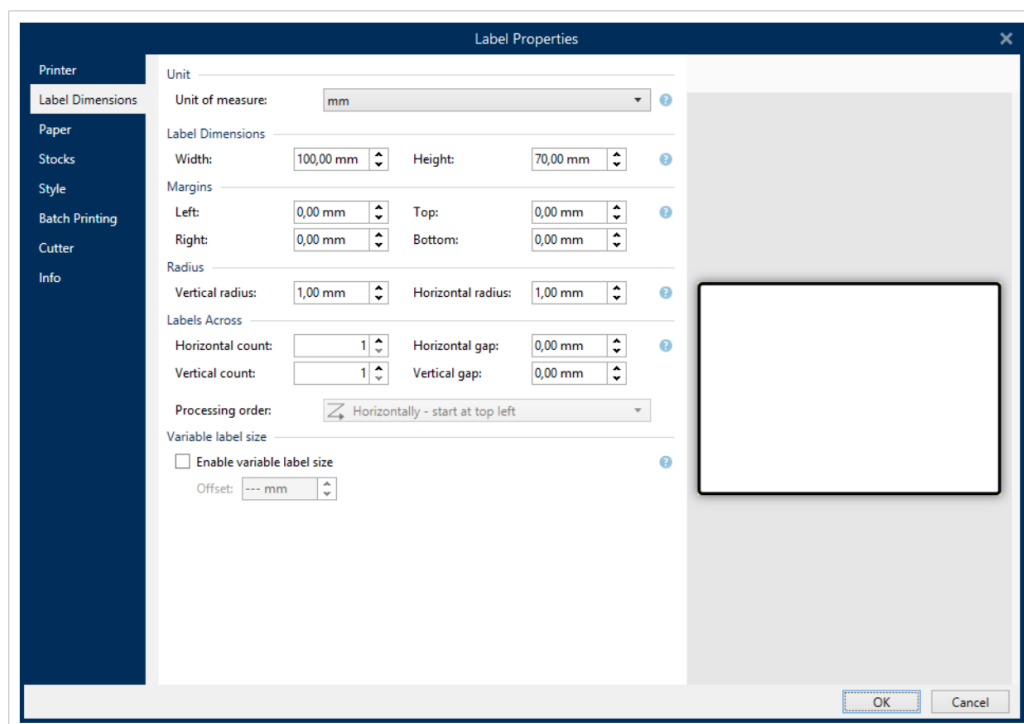 Label Properties
Printer
Label Dimensions
Paper
Stocks
Style
Batch Printing
Cutter
Info
Unit
Unit of measure: mm
Label Dimensions
Width: 100,00 mm Height: 70,00 mm
Margins
Left: 0,00 mm Top: 0,00 mm
Right: 0,00 mm Bottom: 0,00 mm
Radius
Vertical radius: 1,00 mm Horizontal radius: 1,00 mm
Labels Across
Horizontal count: 1 Horizontal gap: 0,00 mm
Vertical count: 1 Vertical gap: 0,00 mm
Processing order: Horizontally - start at top left
Variable label size
Enable variable label size
Offset: --- mm
OK Cancel